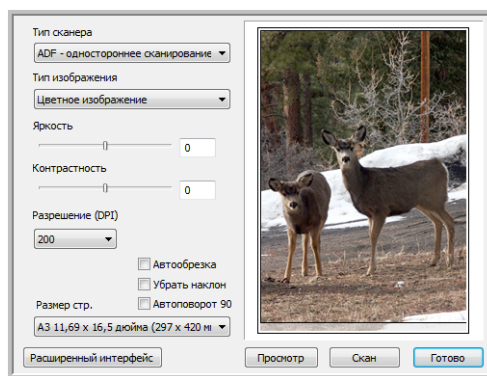 Тип сканера
ADF - одностороннее сканирование
Тип изображения
Цветное изображение
Яркость
0
Контрастность
0
Разрешение (DPI)
200
Автообрезка
Убрать наклон
Размер стр.
Автоповорот 90
A3 11,69 x 16,5 дюйма (297 x 420 мм
Расширенный интерфейс
Просмотр
Скан
Готово